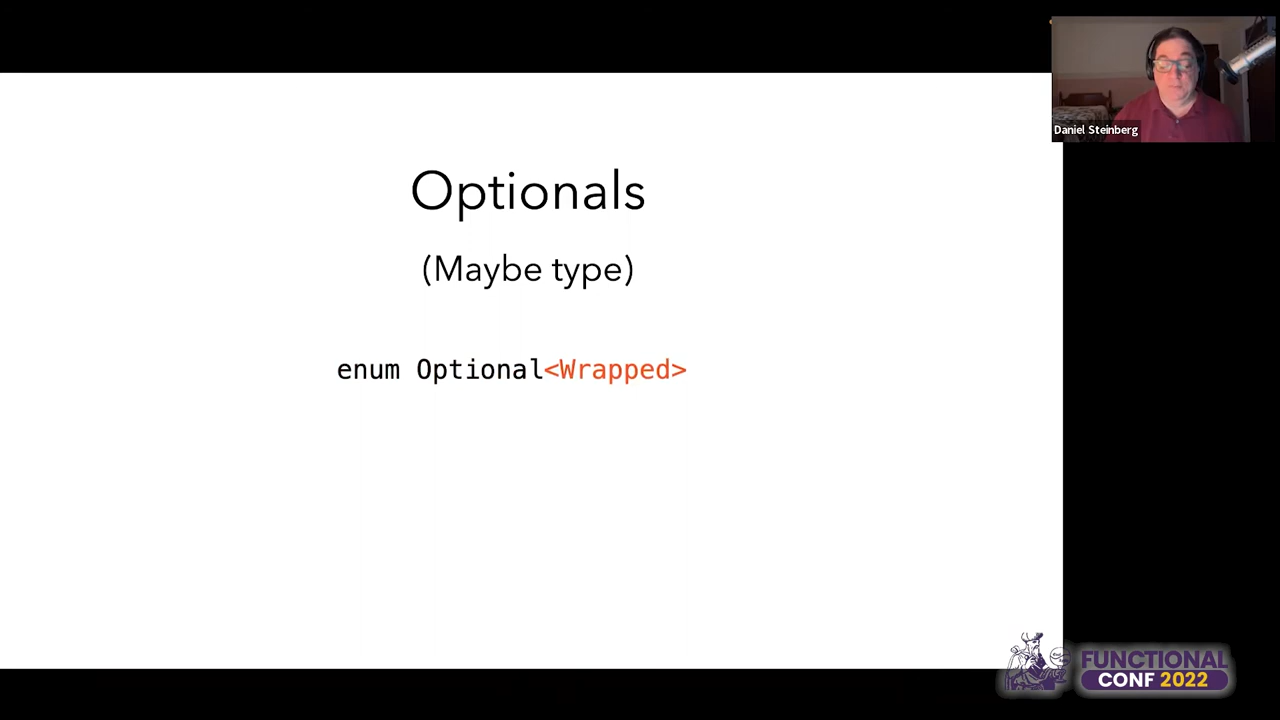 Daniel Steinberg
Optionals
(Maybe type)
enum Optional<Wrapped>
FUNCTIONAL
CONF 2022